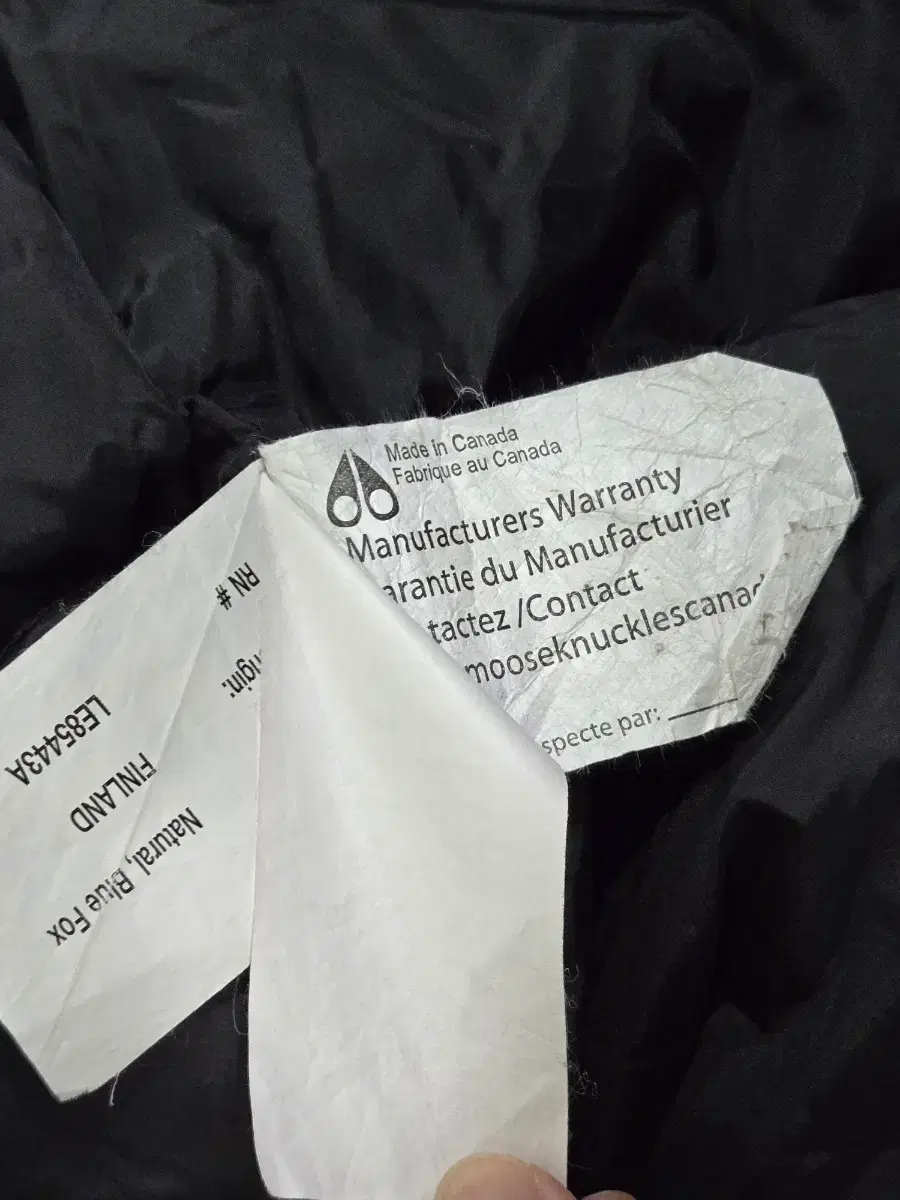 Made in Canada
Fabrique au Canada
Manufacturers Warranty
arantie du Manufacturier
tactez /Contact
mooseknucklescanad
specte par:
RN #
LE85443A
igin:
FINLAND
Natural, Blue Fox